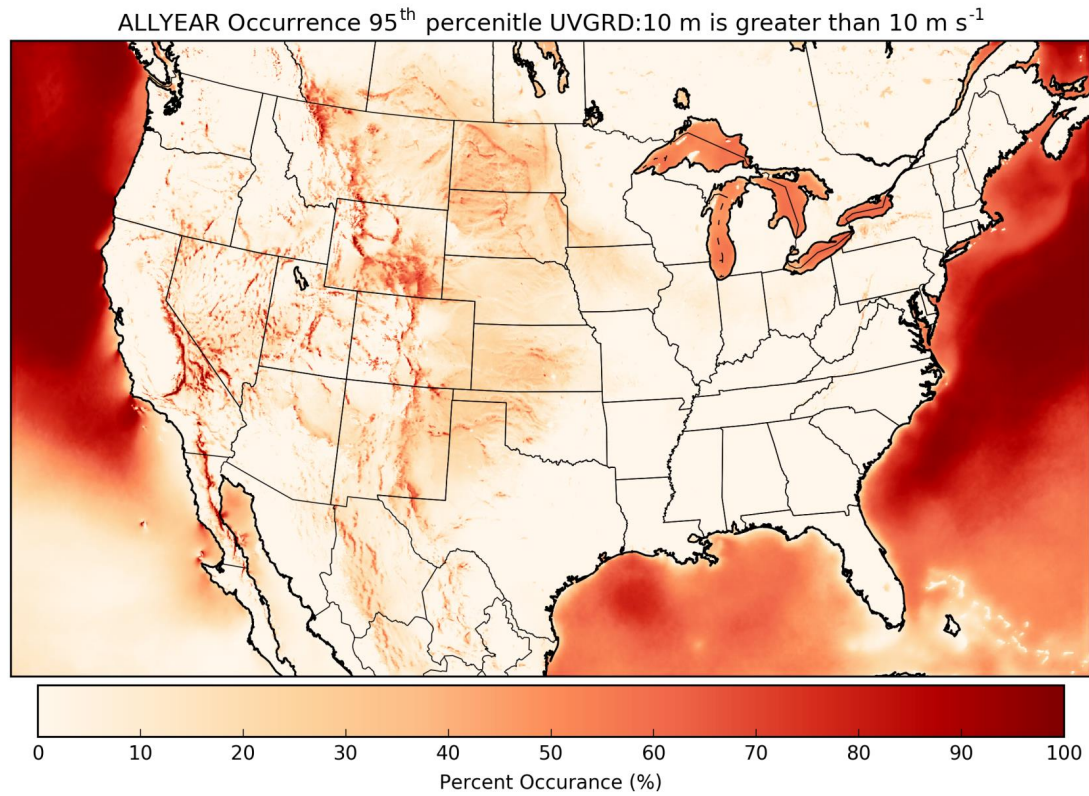 ALLYEAR Occurrence 95th percenitle UVGRD:10 m is greater than 10 m s-1
0 10 20 30 40 50 60 70 80 90 100
Percent Occurance (%)